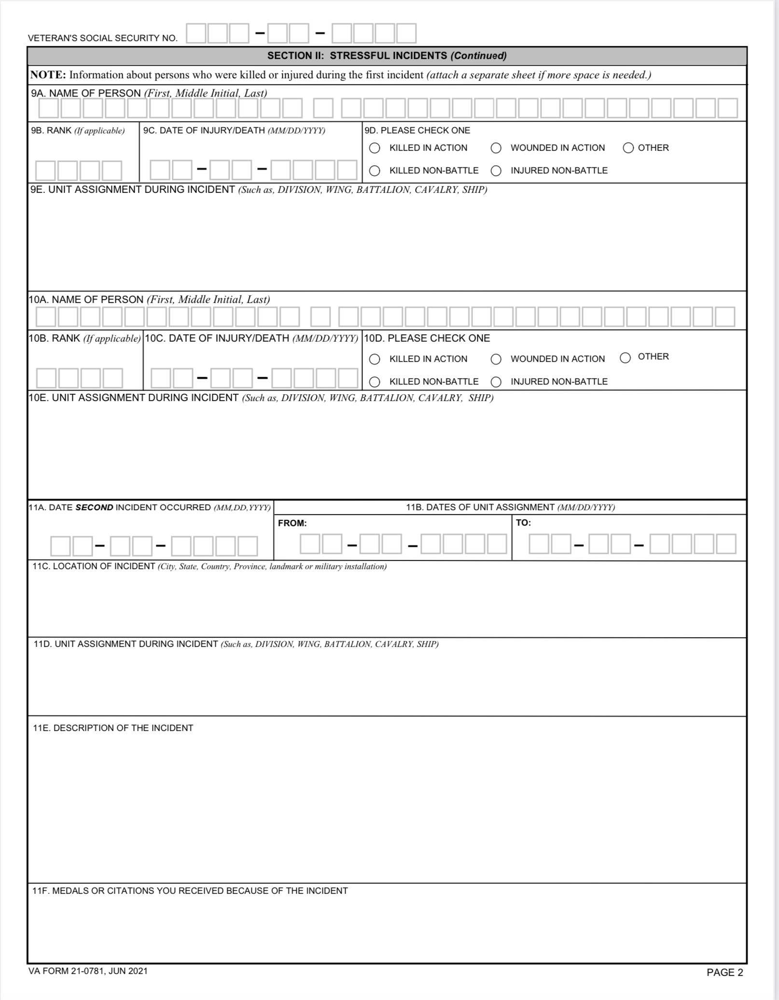 VETERAN'S SOCIAL SECURITY NO.
SECTION II: STRESSFUL INCIDENTS (Continued)
NOTE: Information about persons who were killed or injured during the first incident (attach a separate sheet if more space is needed.)
9A. NAME OF PERSON (First, Middle Initial, Last)
9B. RANK (If applicable)
9C. DATE OF INJURY/DEATH (MM/DD/YYYY)
9D. PLEASE CHECK ONE
KILLED IN ACTION
WOUNDED IN ACTION
OTHER
KILLED NON-BATTLE
INJURED NON-BATTLE
9E. UNIT ASSIGNMENT DURING INCIDENT (Such as, DIVISION, WING, BATTALION, CAVALRY, SHIP)
10A. NAME OF PERSON (First, Middle Initial, Last)
10B. RANK (If applicable)
10C. DATE OF INJURY/DEATH (MM/DD/YYYY)
10D. PLEASE CHECK ONE
KILLED IN ACTION
WOUNDED IN ACTION
OTHER
KILLED NON-BATTLE
INJURED NON-BATTLE
10E. UNIT ASSIGNMENT DURING INCIDENT (Such as, DIVISION, WING, BATTALION, CAVALRY, SHIP)
11A. DATE SECOND INCIDENT OCCURRED (MM,DD,YYYY)
11B. DATES OF UNIT ASSIGNMENT (MM/DD/YYYY)
FROM:
TO:
11C. LOCATION OF INCIDENT (City, State, Country, Province, landmark or military installation)
11D. UNIT ASSIGNMENT DURING INCIDENT (Such as, DIVISION, WING, BATTALION, CAVALRY, SHIP)
11E. DESCRIPTION OF THE INCIDENT
11F. MEDALS OR CITATIONS YOU RECEIVED BECAUSE OF THE INCIDENT
VA FORM 21-0781, JUN 2021
PAGE 2